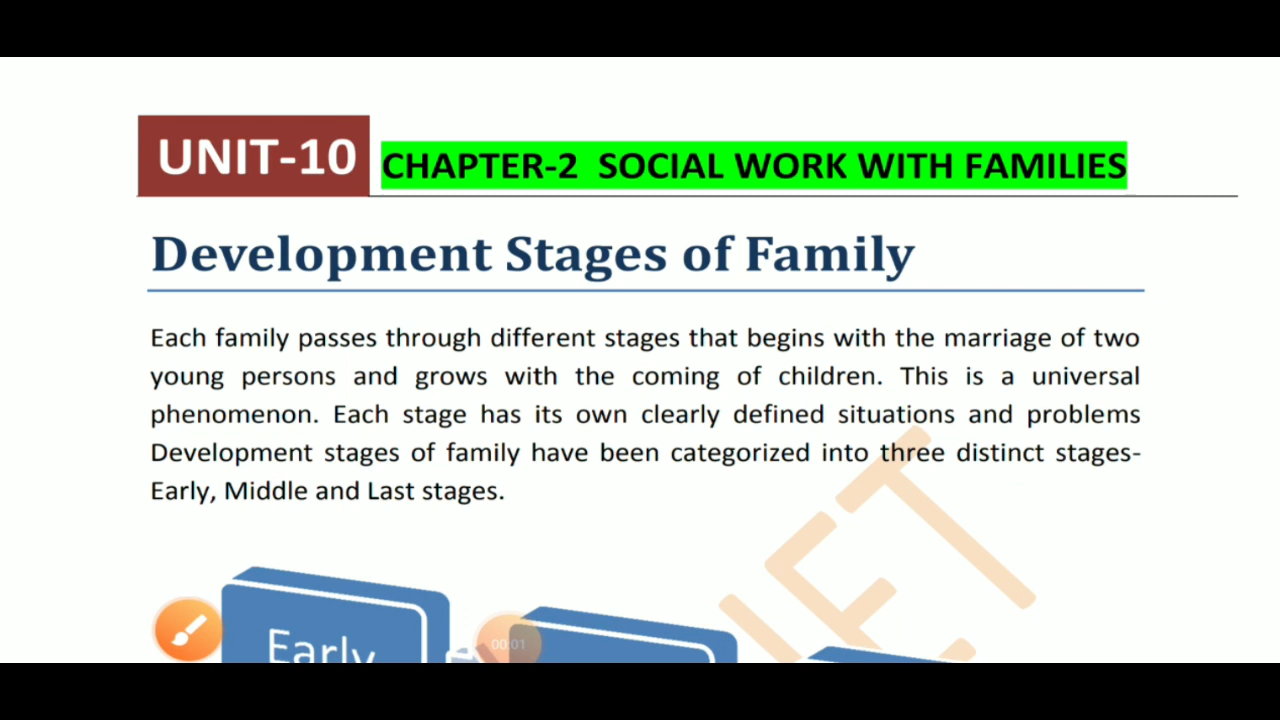 UNIT-10 CHAPTER-2 SOCIAL WORK WITH FAMILIES
Development Stages of Family
Each family passes through different stages that begins with the marriage of two
young persons and grows with the coming of children. This is a universal
phenomenon. Each stage has its own clearly defined situations and problems
Development stages of family have been categorized into three distinct stages-
Early, Middle and Last stages.
Early
00:01